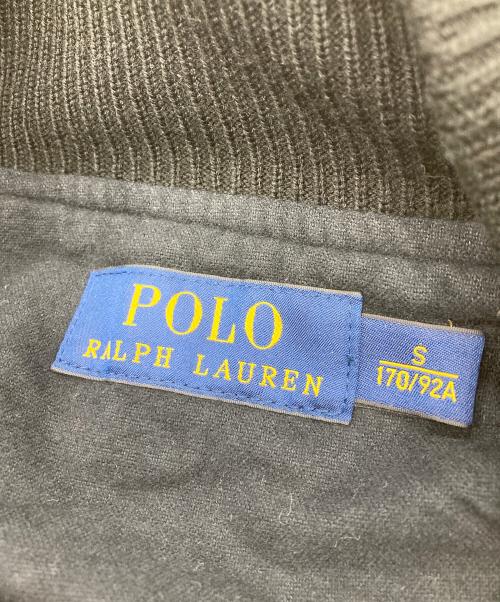 POLO
RALPH LAUREN
S
170/92A